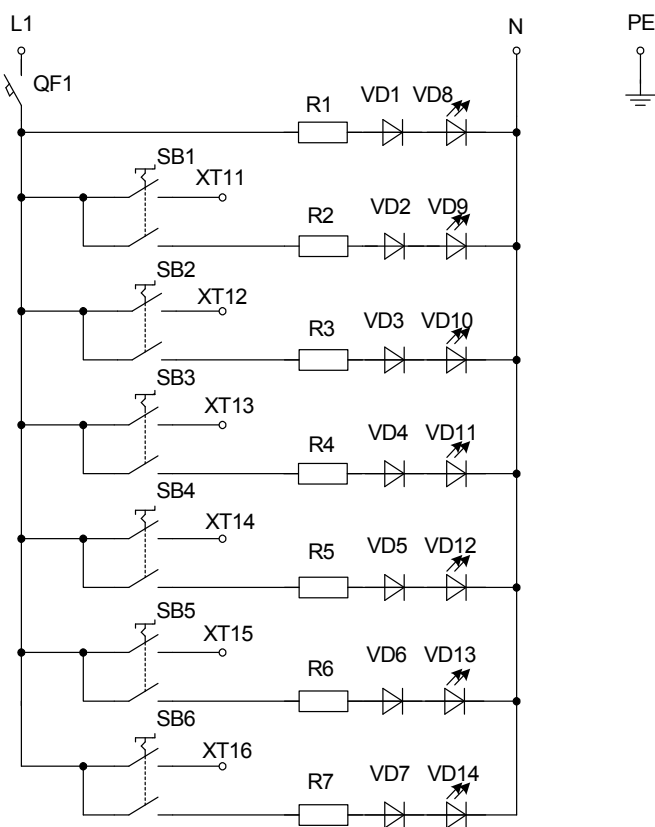 L1 N PE
QF1
R1 VD1 VD8
SB1
XT11
R2 VD2 VD9
SB2
XT12
R3 VD3 VD10
SB3
XT13
R4 VD4 VD11
SB4
XT14
R5 VD5 VD12
SB5
XT15
R6 VD6 VD13
SB6
XT16
R7 VD7 VD14